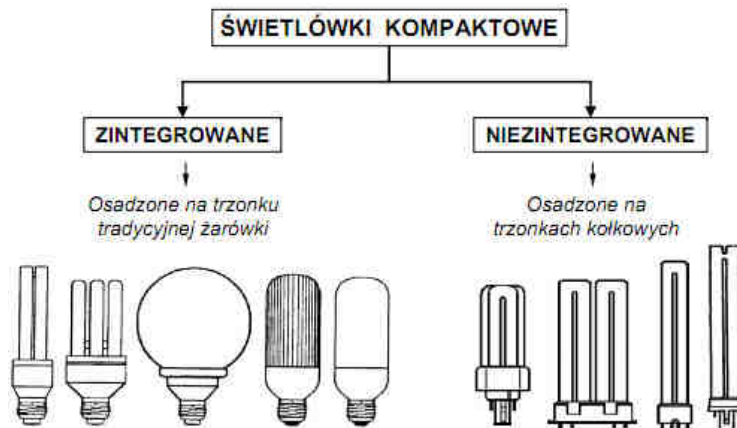 ŚWIETLÓWKI KOMPAKTOWE
ZINTEGROWANE
NIEZINTEGROWANE
Osadzone na trzonku
tradycyjnej żarówki
Osadzone na
trzonkach kołkowych